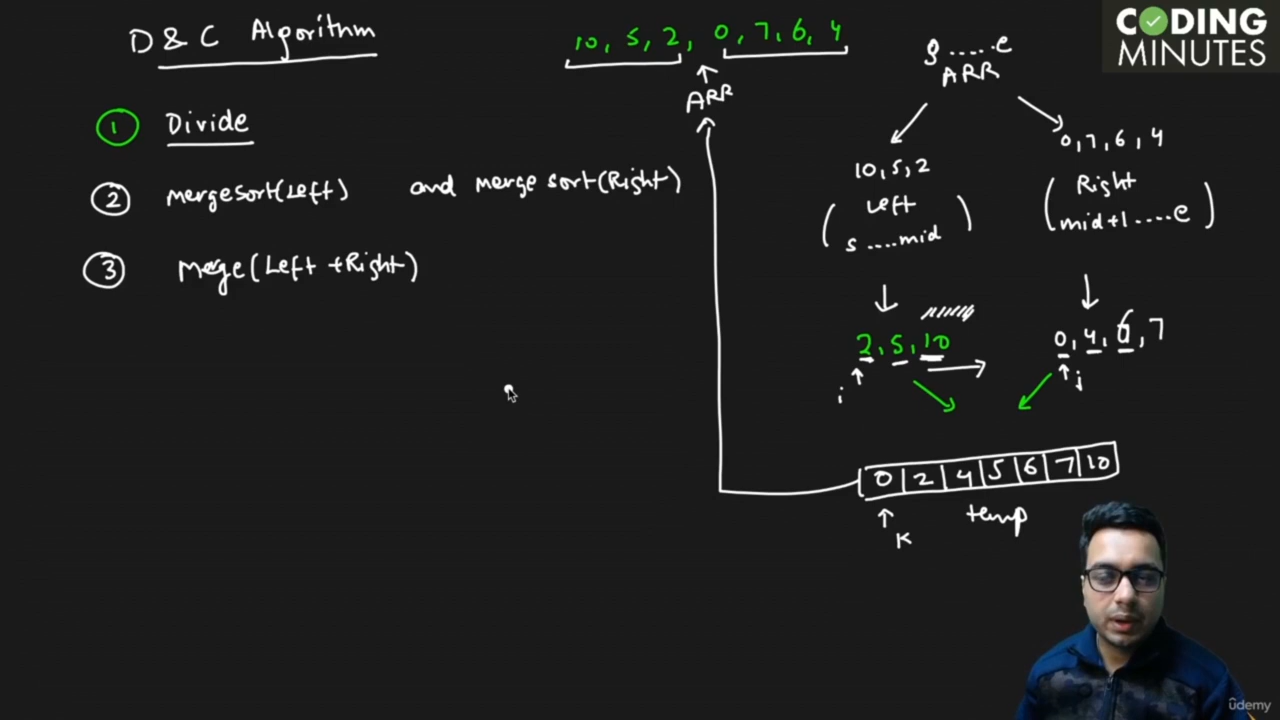 D & C Algorithm
1 Divide
2 mergesort(Left) and merge sort(Right)
3 Merge(Left + Right)
10, 5, 2, 0, 7, 6, 4
ARR
s.....e
ARR
10, 5, 2
Left
s ....mid
0, 7, 6, 4
Right
mid+1.....e
2, 5, 10
i
0, 4, 6, 7
j
0 2 4 5 6 7 10
K
temp
CODING
MINUTES
ûdemy